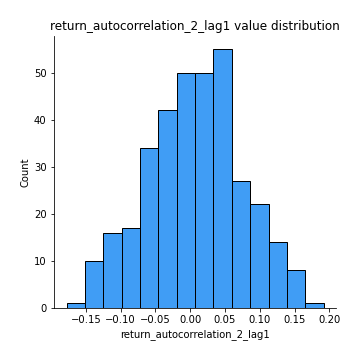 return_autocorrelation_2_lag1 value distribution
Count
50
40
30
20
10
0
−0.15 −0.10 −0.05 0.00 0.05 0.10 0.15 0.20
return_autocorrelation_2_lag1